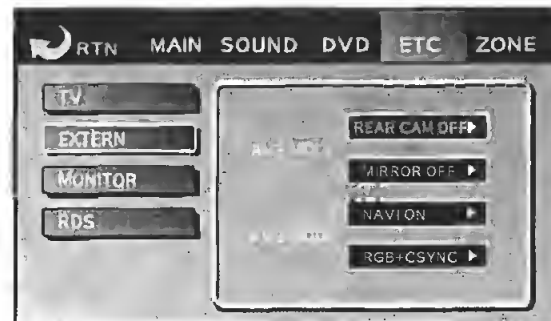 RTN MAIN SOUND DVD ETC ZONE
TV
EXTERN
MONITOR
RDS
REAR CAM OFF
MIRROR OFF
NAVI ON
RGB+CSYNC